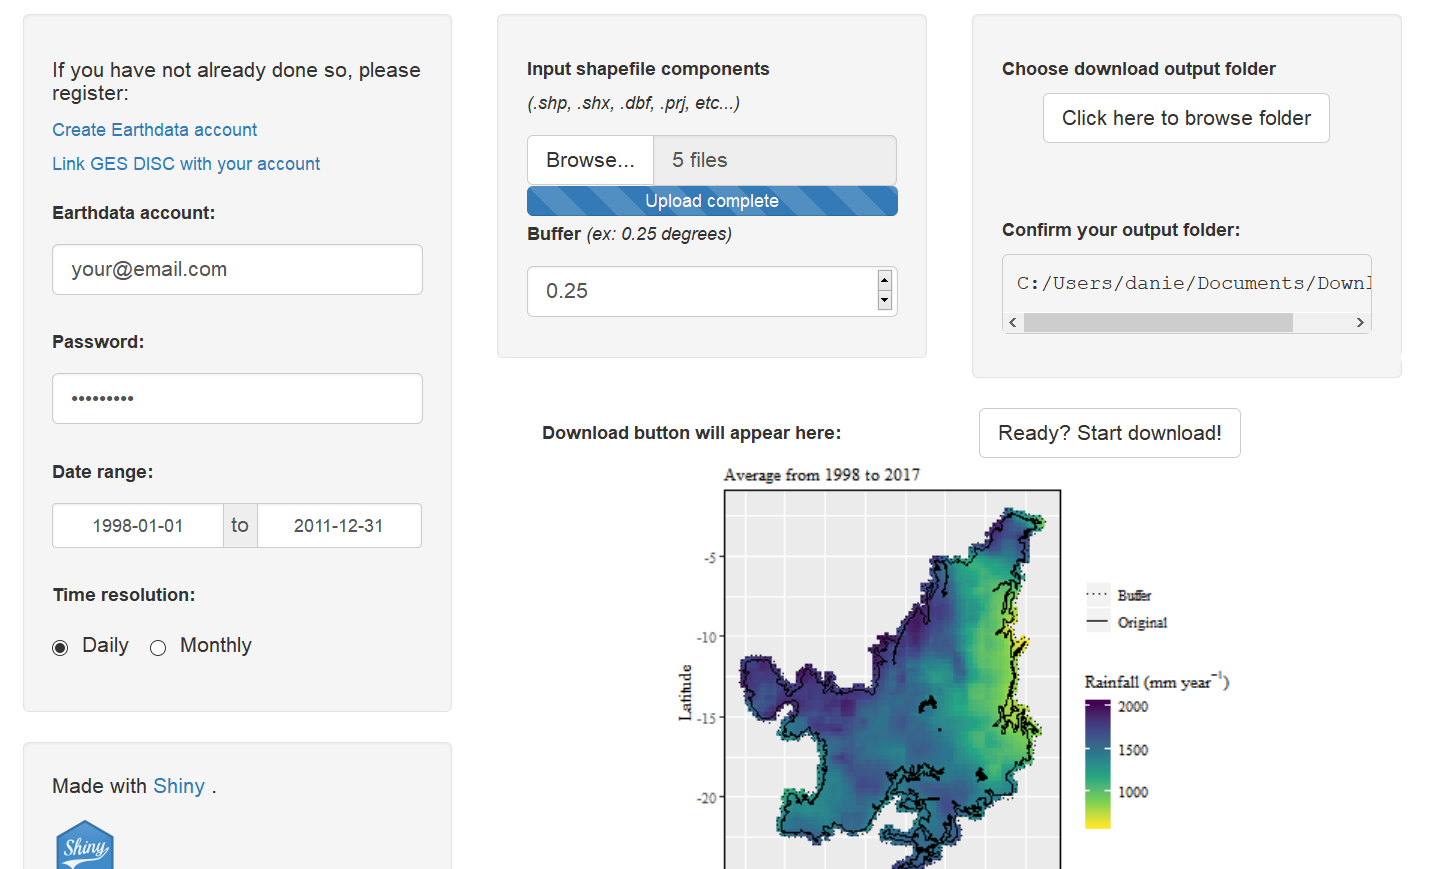 If you have not already done so, please
register:
Create Earthdata account
Link GES DISC with your account
Earthdata account:
your@email.com
Password:
•••••••••
Date range:
1998-01-01 to 2011-12-31
Time resolution:
Daily Monthly
Made with Shiny .
Shiny
Input shapefile components
(.shp, .shx, .dbf, .prj, etc...)
Browse... 5 files
Upload complete
Buffer (ex: 0.25 degrees)
0.25
Choose download output folder
Click here to browse folder
Confirm your output folder:
C:/Users/danie/Documents/Downl
Download button will appear here:
Ready? Start download!
Average from 1998 to 2017
-5
-10
-15
-20
Latitude
Buffer
Original
Rainfall (mm year⁻¹)
2000
1500
1000